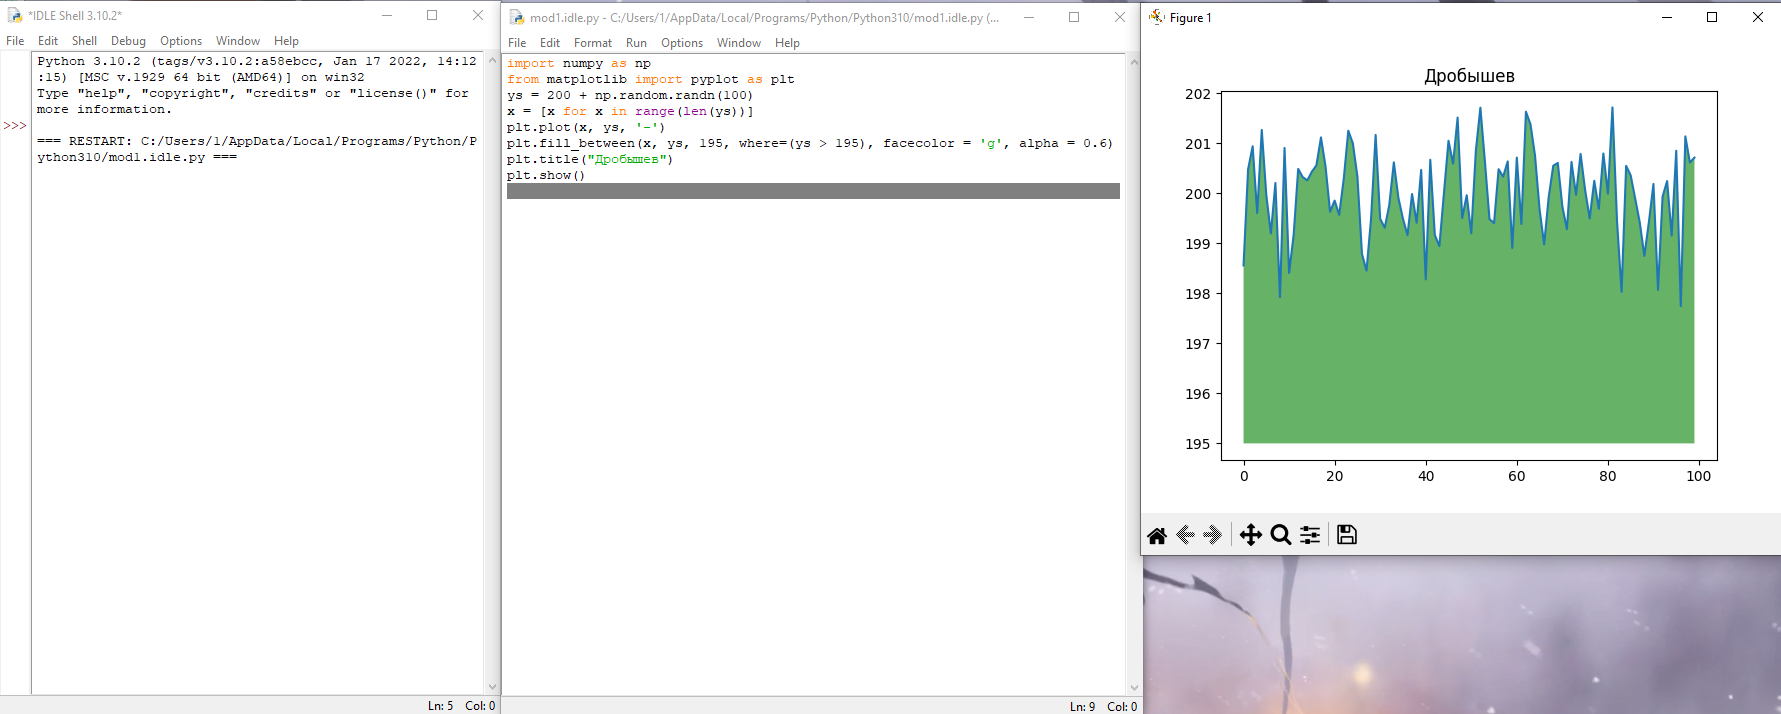 *IDLE Shell 3.10.2*
File Edit Shell Debug Options Window Help
Python 3.10.2 (tags/v3.10.2:a58ebcc, Jan 17 2022, 14:12
:15) [MSC v.1929 64 bit (AMD64)] on win32
Type "help", "copyright", "credits" or "license()" for
more information.
>>>
=== RESTART: C:/Users/1/AppData/Local/Programs/Python/P
ython310/mod1.idle.py ===
Ln: 5 Col: 0
mod1.idle.py - C:/Users/1/AppData/Local/Programs/Python/Python310/mod1.idle.py (...
File Edit Format Run Options Window Help
import numpy as np
from matplotlib import pyplot as plt
ys = 200 + np.random.randn(100)
x = [x for x in range(len(ys))]
plt.plot(x, ys, '-')
plt.fill_between(x, ys, 195, where=(ys > 195), facecolor = 'g', alpha = 0.6)
plt.title("Дробышев")
plt.show()
Ln: 9 Col: 0
Figure 1
Дробышев
202
201
200
199
198
197
196
195
0 20 40 60 80 100